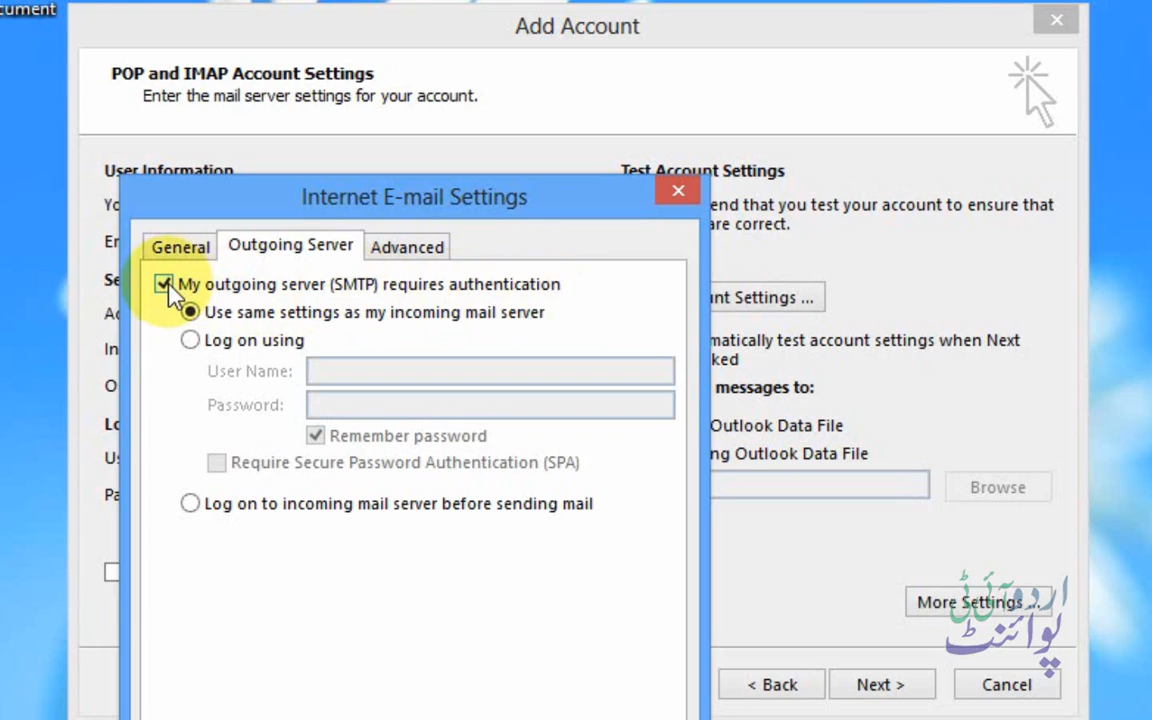 cument
Add Account
POP and IMAP Account Settings
Enter the mail server settings for your account.
User Information
Test Account Settings
end that you test your account to ensure that
are correct.
Internet E-mail Settings
General
Outgoing Server
Advanced
My outgoing server (SMTP) requires authentication
Use same settings as my incoming mail server
Log on using
User Name:
Password:
Remember password
Require Secure Password Authentication (SPA)
Log on to incoming mail server before sending mail
nt Settings ...
matically test account settings when Next
ked
messages to:
Outlook Data File
ng Outlook Data File
Browse
More Settings ...
اردو آئی ٹی
پوائنٹ
< Back
Next >
Cancel